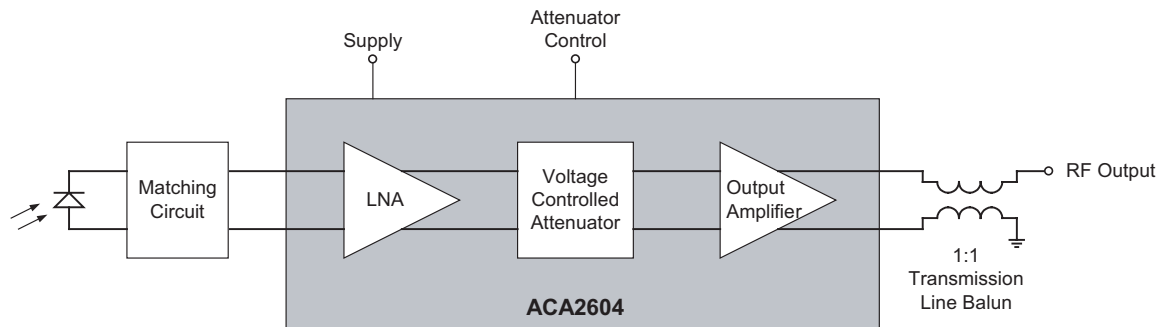 Attenuator
Control
Supply
Matching
Circuit
LNA
Voltage
Controlled
Attenuator
Output
Amplifier
RF Output
1:1
Transmission
Line Balun
ACA2604